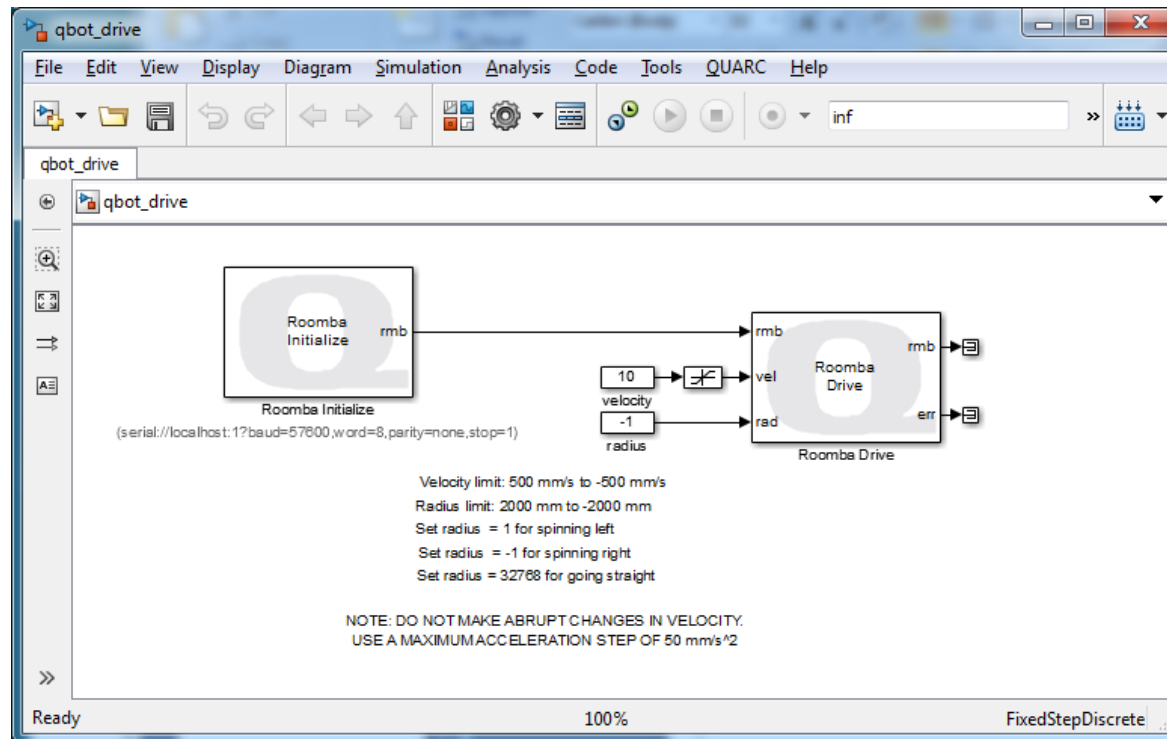 qbot_drive
File Edit View Display Diagram Simulation Analysis Code Tools QUARC Help
inf
qbot_drive
qbot_drive
Roomba
Initialize
rmb
Roomba Initialize
(serial://localhost:1?baud=57600,word=8,parity=none,stop=1)
10
velocity
-1
radius
rmb
vel
rad
Roomba
Drive
rmb
err
Roomba Drive
Velocity limit: 500 mm/s to -500 mm/s
Radius limit: 2000 mm to -2000 mm
Set radius = 1 for spinning left
Set radius = -1 for spinning right
Set radius = 32768 for going straight
NOTE: DO NOT MAKE ABRUPT CHANGES IN VELOCITY.
USE A MAXIMUM ACCELERATION STEP OF 50 mm/s^2
Ready 100% FixedStepDiscrete